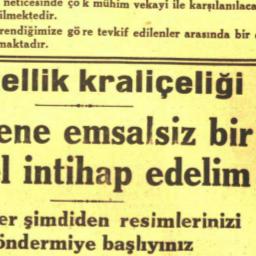 neticesinde çok mühim vekayi ile karşılanılaca
ilmektedir.
rendiğimize göre tevkif edilenler arasında bir
maktadır.
ellik kraliçeliği
ene emsalsiz bir
l intihap edelim
er şimdiden resimlerinizi
öndermiye başlıyınız